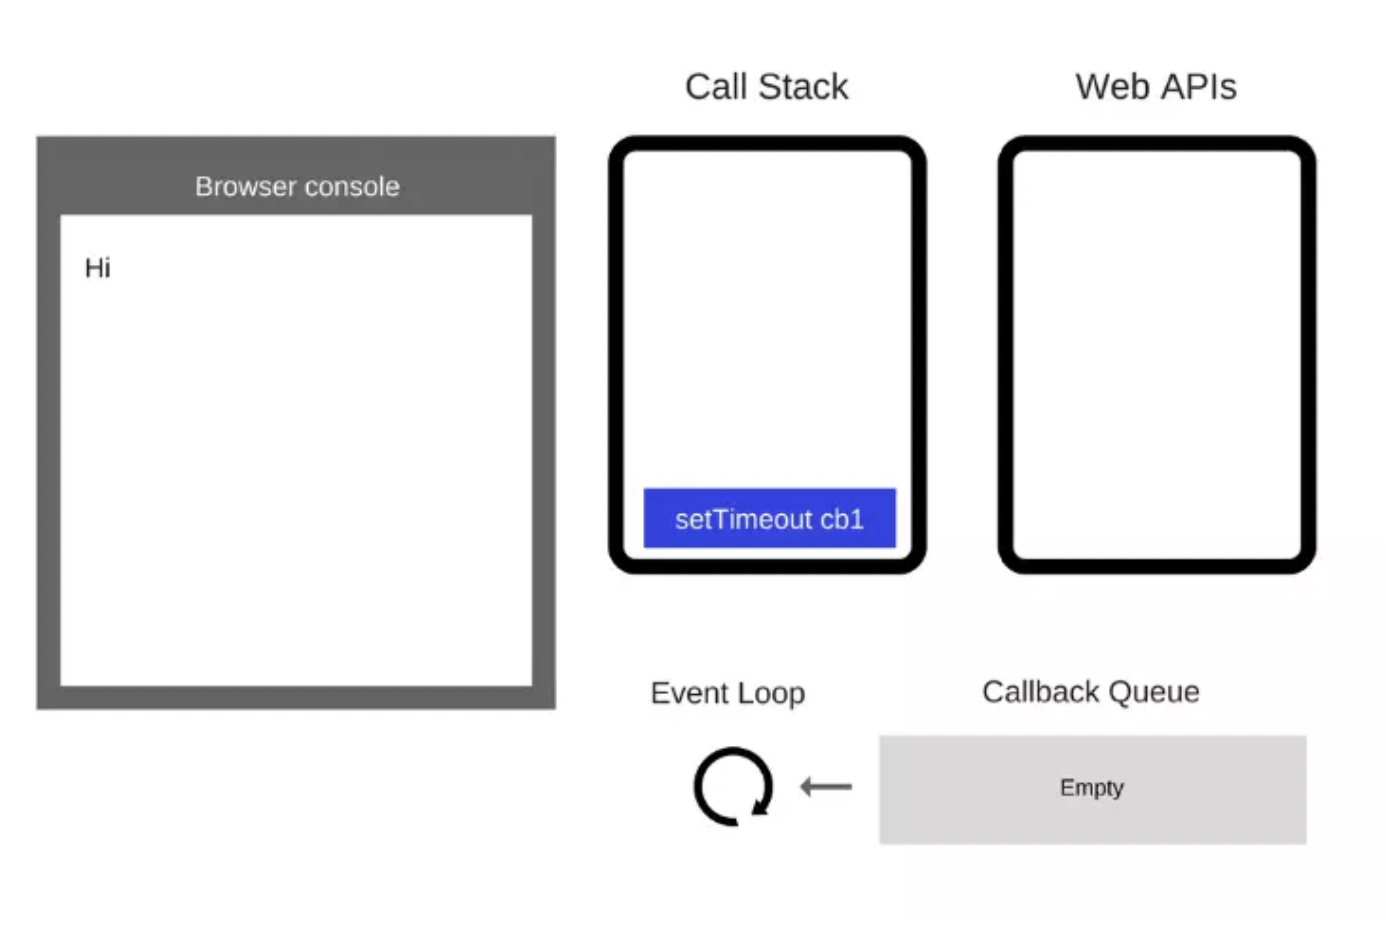 Call Stack
Web APIs
Browser console
Hi
setTimeout cb1
Event Loop
Callback Queue
Empty